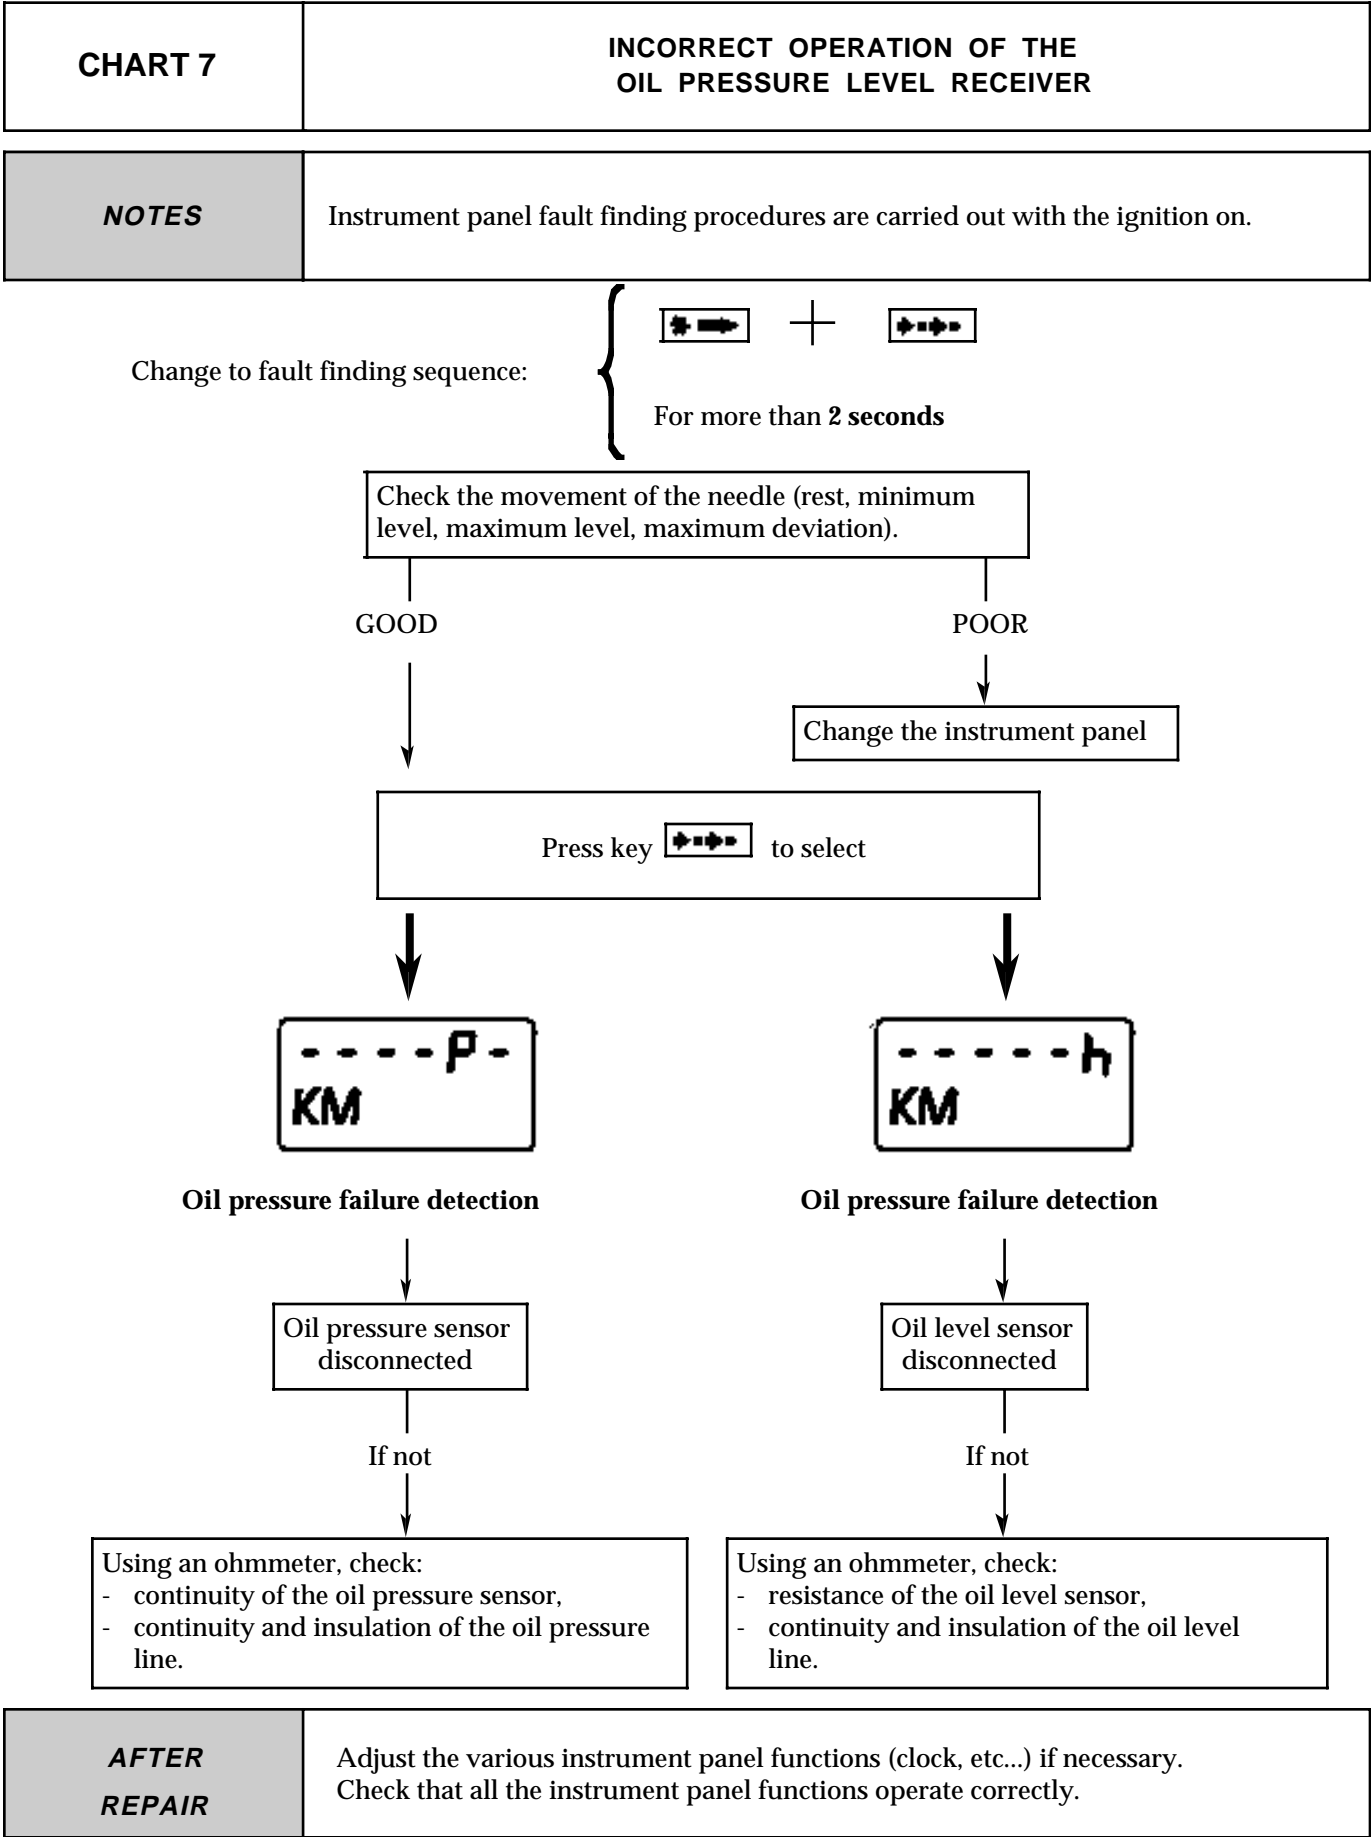 CHART 7
INCORRECT OPERATION OF THE
OIL PRESSURE LEVEL RECEIVER
NOTES
Instrument panel fault finding procedures are carried out with the ignition on.
Change to fault finding sequence:
+
For more than 2 seconds
Check the movement of the needle (rest, minimum
level, maximum level, maximum deviation).
GOOD
POOR
Change the instrument panel
Press key to select
- - - - P -
KM
- - - - - h
KM
Oil pressure failure detection
Oil pressure failure detection
Oil pressure sensor
disconnected
Oil level sensor
disconnected
If not
If not
Using an ohmmeter, check:
- continuity of the oil pressure sensor,
- continuity and insulation of the oil pressure
line.
Using an ohmmeter, check:
- resistance of the oil level sensor,
- continuity and insulation of the oil level
line.
AFTER
REPAIR
Adjust the various instrument panel functions (clock, etc...) if necessary.
Check that all the instrument panel functions operate correctly.